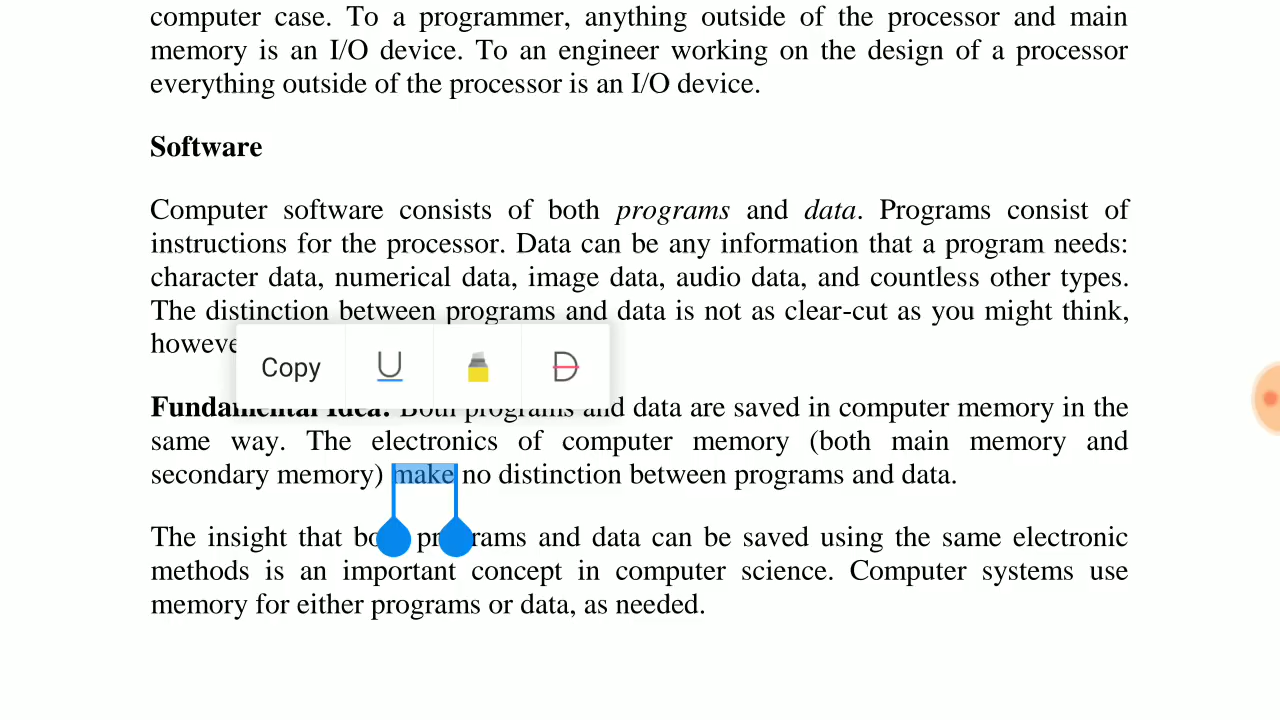 computer case. To a programmer, anything outside of the processor and main
memory is an I/O device. To an engineer working on the design of a processor
everything outside of the processor is an I/O device.
Software
Computer software consists of both programs and data. Programs consist of
instructions for the processor. Data can be any information that a program needs:
character data, numerical data, image data, audio data, and countless other types.
The distinction between programs and data is not as clear-cut as you might think,
Copy U D
Fundamental Idea: Both programs and data are saved in computer memory in the
same way. The electronics of computer memory (both main memory and
secondary memory) make no distinction between programs and data.
The insight that both programs and data can be saved using the same electronic
methods is an important concept in computer science. Computer systems use
memory for either programs or data, as needed.